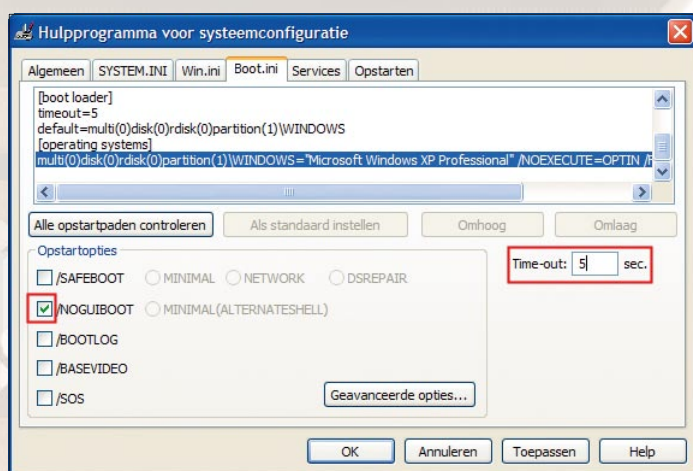 Hulpprogramma voor systeemconfiguratie
Algemeen SYSTEM.INI Win.ini Boot.ini Services Opstarten
[boot loader]
timeout=5
default=multi(0)disk(0)rdisk(0)partition(1)\WINDOWS
[operating systems]
multi(0)disk(0)rdisk(0)partition(1)\WINDOWS="Microsoft Windows XP Professional" /NOEXECUTE=OPTIN
Alle opstartpaden controleren Als standaard instellen Omhoog Omlaag
Opstartopties
Time-out: 5 sec.
/SAFEBOOT MINIMAL NETWORK DSREPAIR
/NOGUIBOOT MINIMAL(ALTERNATESHELL)
/BOOTLOG
/BASEVIDEO
/SOS
Geavanceerde opties...
OK Annuleren Toepassen Help